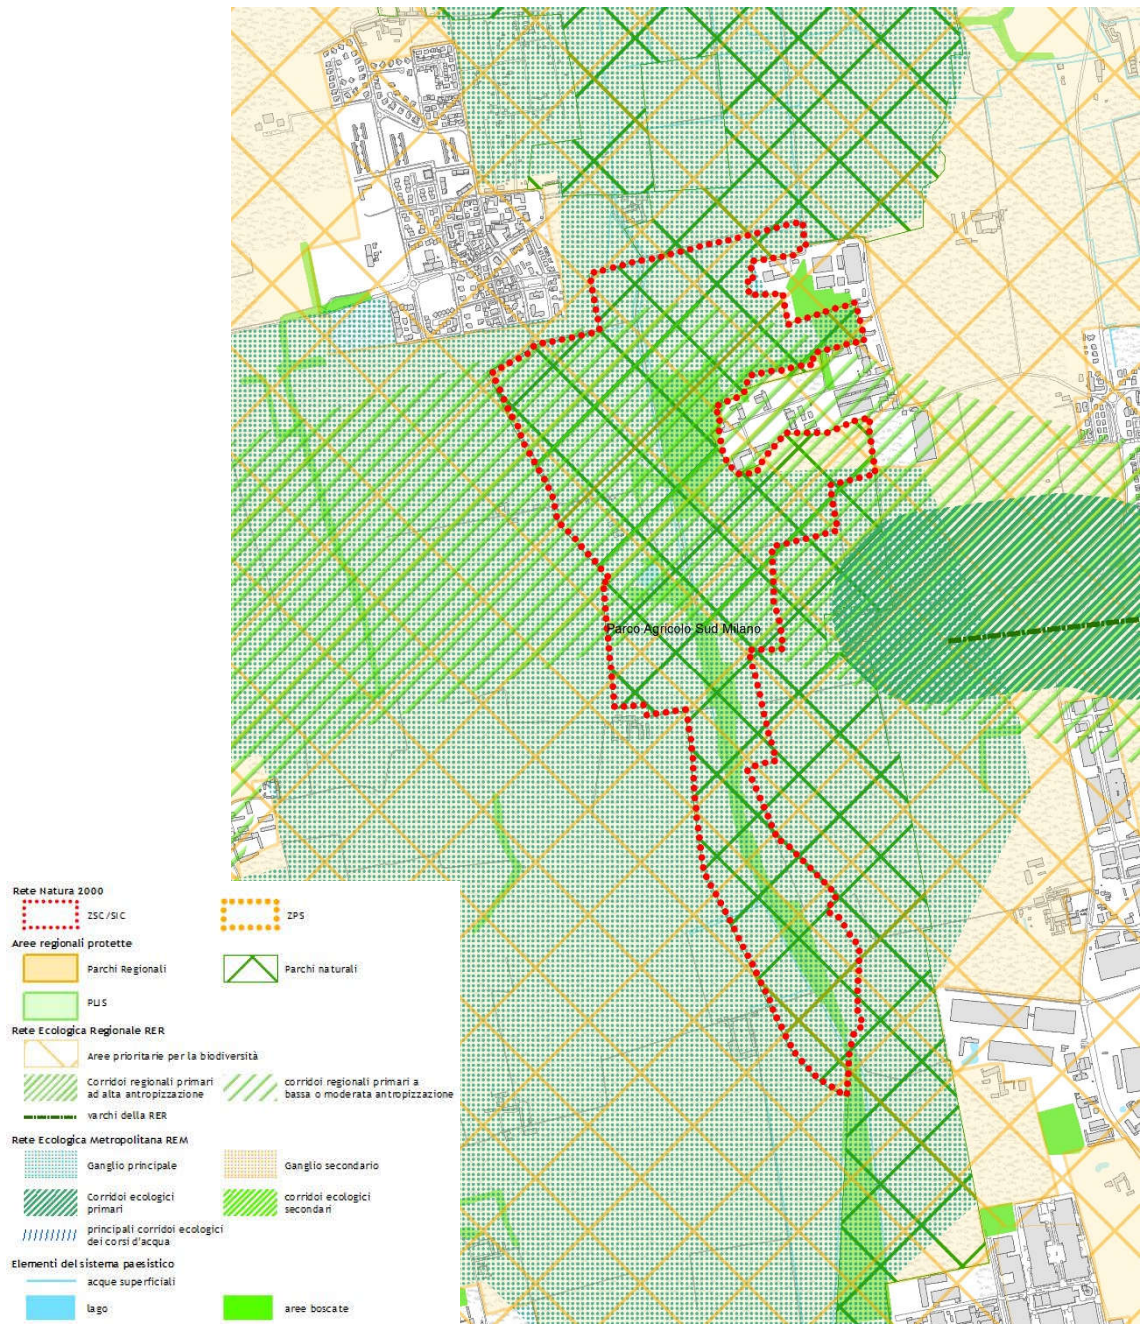 Parco Agricolo Sud Milano
Rete Natura 2000
ZSC/SIC
ZPS
Aree regionali protette
Parchi Regionali
Parchi naturali
PLIS
Rete Ecologica Regionale RER
Aree prioritarie per la biodiversità
Corridoi regionali primari
ad alta antropizzazione
corridoi regionali primari a
bassa o moderata antropizzazione
varchi della RER
Rete Ecologica Metropolitana REM
Ganglio principale
Ganglio secondario
Corridoi ecologici
primari
corridoi ecologici
secondari
principali corridoi ecologici
dei corsi d'acqua
Elementi del sistema paesistico
acque superficiali
lago
aree boscate